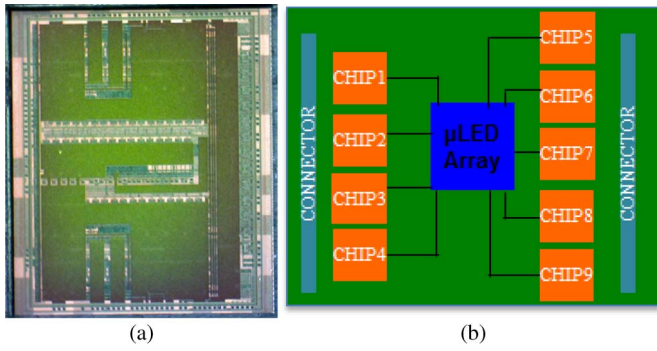 CONNECTOR
CHIP1
CHIP2
CHIP3
CHIP4
µLED
Array
CHIP5
CHIP6
CHIP7
CHIP8
CHIP9
CONNECTOR
(a)
(b)